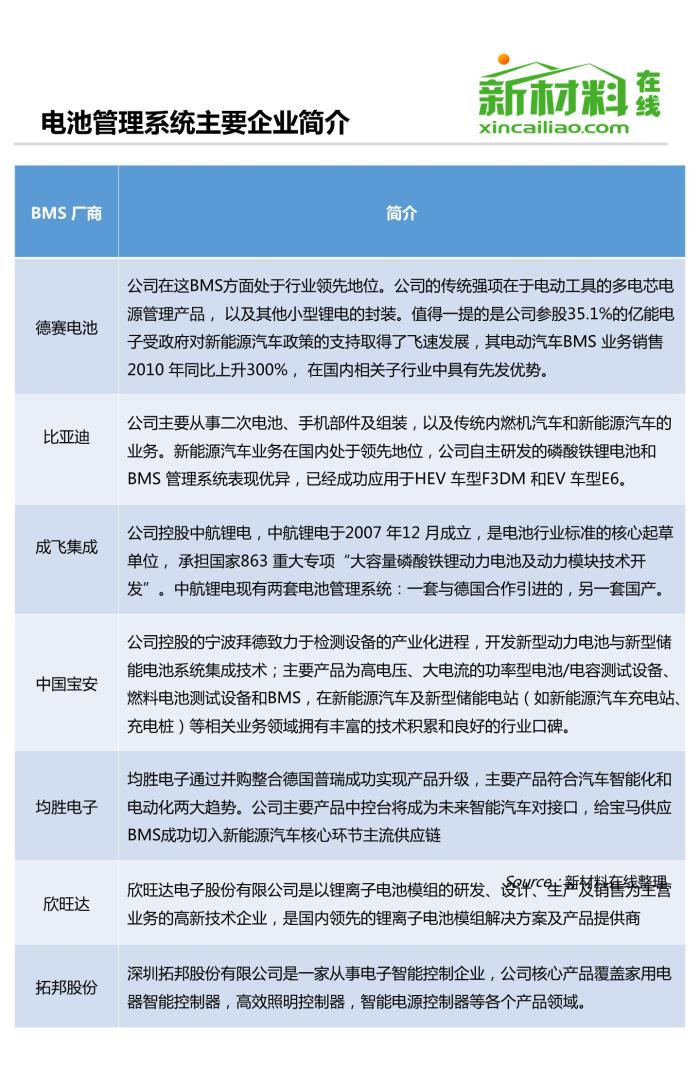 新材料在线
xincailiao.com
电池管理系统主要企业简介
BMS 厂商
简介
德赛电池
公司在这BMS方面处于行业领先地位。公司的传统强项在于电动工具的多电芯电
源管理产品， 以及其他小型锂电的封装。值得一提的是公司参股35.1%的亿能电
子受政府对新能源汽车政策的支持取得了飞速发展，其电动汽车BMS 业务销售
2010 年同比上升300%， 在国内相关子行业中具有先发优势。
比亚迪
公司主要从事二次电池、手机部件及组装，以及传统内燃机汽车和新能源汽车的
业务。新能源汽车业务在国内处于领先地位，公司自主研发的磷酸铁锂电池和
BMS 管理系统表现优异，已经成功应用于HEV 车型F3DM 和EV 车型E6。
成飞集成
公司控股中航锂电，中航锂电于2007 年12 月成立，是电池行业标准的核心起草
单位， 承担国家863 重大专项“大容量磷酸铁锂动力电池及动力模块技术开
发”。中航锂电现有两套电池管理系统：一套与德国合作引进的，另一套国产。
中国宝安
公司控股的宁波拜德致力于检测设备的产业化进程，开发新型动力电池与新型储
能电池系统集成技术；主要产品为高电压、大电流的功率型电池/电容测试设备、
燃料电池测试设备和BMS，在新能源汽车及新型储能电站（如新能源汽车充电站、
充电桩）等相关业务领域拥有丰富的技术积累和良好的行业口碑。
均胜电子
均胜电子通过并购整合德国普瑞成功实现产品升级，主要产品符合汽车智能化和
电动化两大趋势。公司主要产品中控台将成为未来智能汽车对接口，给宝马供应
BMS成功切入新能源汽车核心环节主流供应链
Source：新材料在线整理
欣旺达
欣旺达电子股份有限公司是以锂离子电池模组的研发、设计、生产及销售为主营
业务的高新技术企业，是国内领先的锂离子电池模组解决方案及产品提供商
拓邦股份
深圳拓邦股份有限公司是一家从事电子智能控制企业，公司核心产品覆盖家用电
器智能控制器，高效照明控制器，智能电源控制器等各个产品领域。